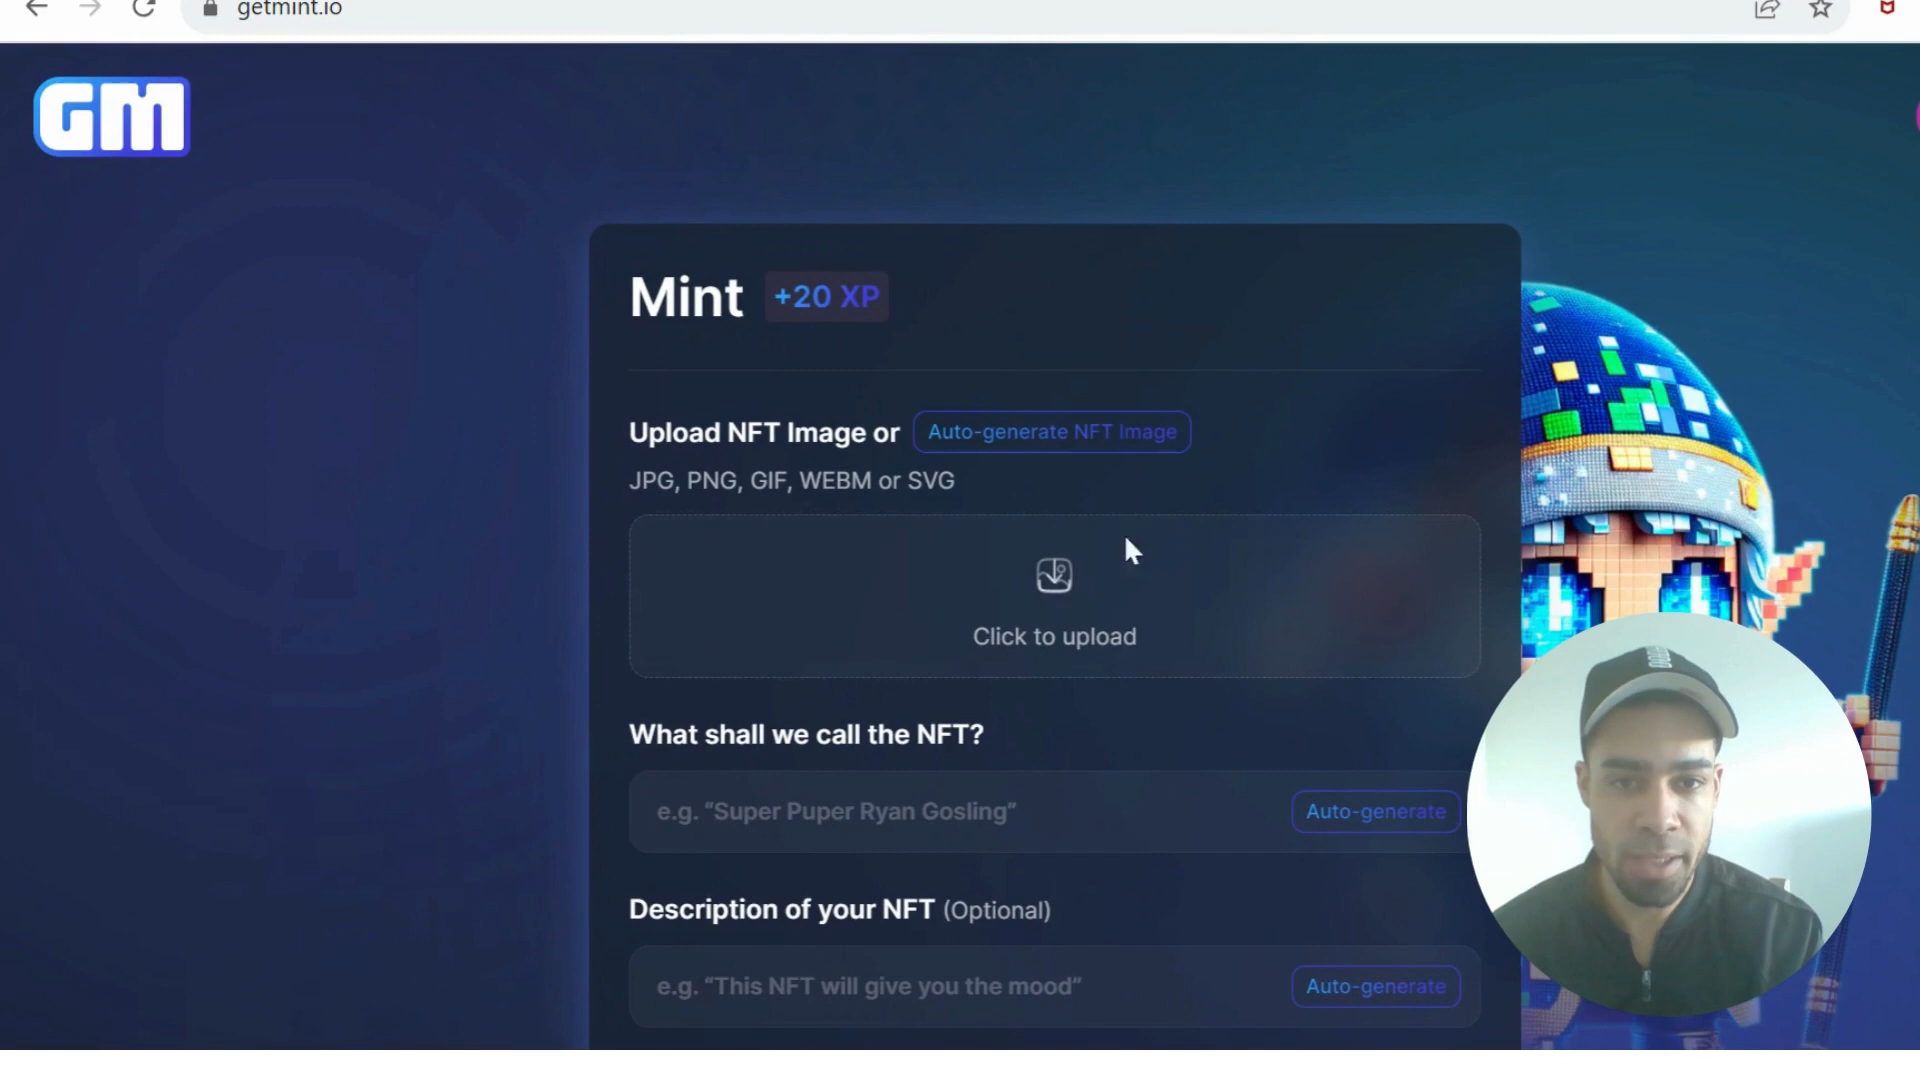 getmint.io
GM
Mint +20 XP
Upload NFT Image or Auto-generate NFT Image
JPG, PNG, GIF, WEBM or SVG
Click to upload
What shall we call the NFT?
e.g. “Super Puper Ryan Gosling” Auto-generate
Description of your NFT (Optional)
e.g. “This NFT will give you the mood” Auto-generate